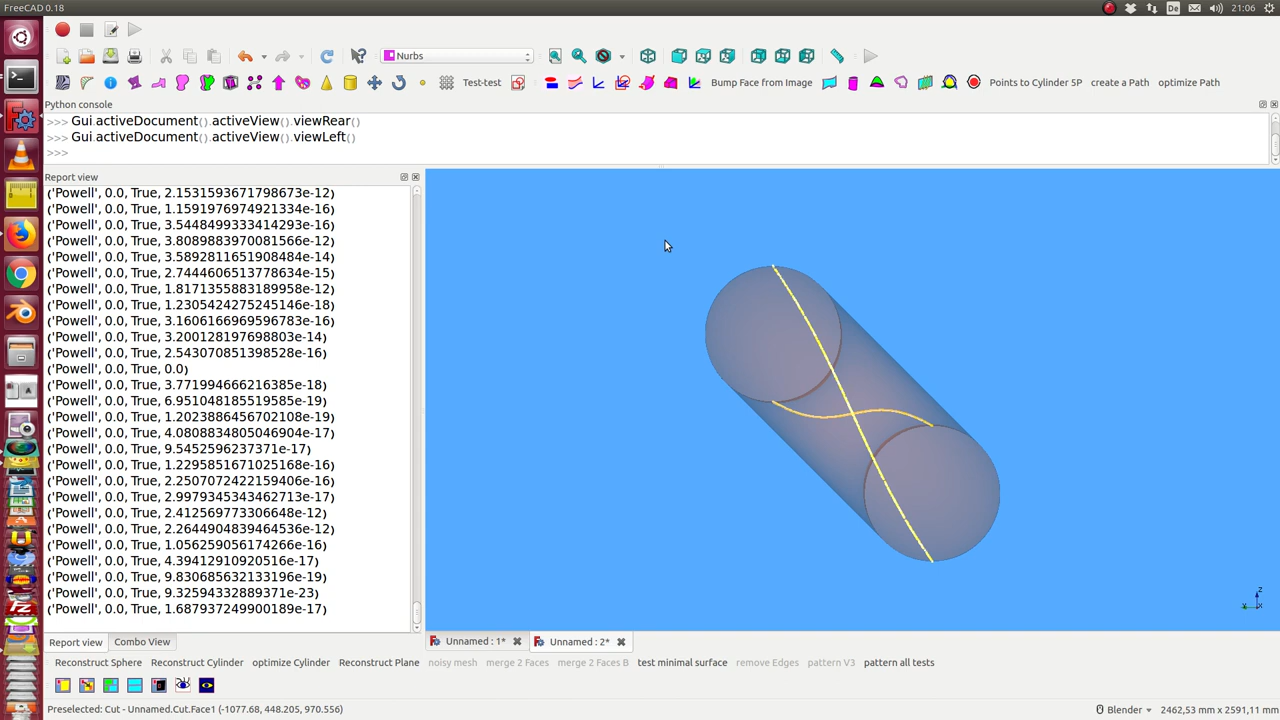 FreeCAD 0.18
De
21:06
Nurbs
Test-test
Bump Face from Image
Points to Cylinder 5P
create a Path
optimize Path
Python console
>>> Gui.activeDocument().activeView().viewRear()
>>> Gui.activeDocument().activeView().viewLeft()
>>>
Report view
('Powell', 0.0, True, 2.1531593671798673e-12)
('Powell', 0.0, True, 1.1591976974921334e-16)
('Powell', 0.0, True, 3.5448499333414293e-16)
('Powell', 0.0, True, 3.8089883970081566e-12)
('Powell', 0.0, True, 3.5892811651908484e-14)
('Powell', 0.0, True, 2.7444606513778634e-15)
('Powell', 0.0, True, 1.8171355883189958e-12)
('Powell', 0.0, True, 1.2305424275245146e-18)
('Powell', 0.0, True, 3.1606166969596783e-16)
('Powell', 0.0, True, 3.200128197698803e-14)
('Powell', 0.0, True, 2.543070851398528e-16)
('Powell', 0.0, True, 0.0)
('Powell', 0.0, True, 3.771994666216385e-18)
('Powell', 0.0, True, 6.951048185519585e-19)
('Powell', 0.0, True, 1.2023886456702108e-19)
('Powell', 0.0, True, 4.0808834805046904e-17)
('Powell', 0.0, True, 9.5452596237371e-17)
('Powell', 0.0, True, 1.2295851671025168e-16)
('Powell', 0.0, True, 2.2507072422159406e-16)
('Powell', 0.0, True, 2.9979345343462713e-17)
('Powell', 0.0, True, 2.412569773306648e-12)
('Powell', 0.0, True, 2.2644904839464536e-12)
('Powell', 0.0, True, 1.056259056174266e-16)
('Powell', 0.0, True, 4.39412910920516e-17)
('Powell', 0.0, True, 9.830685632133196e-19)
('Powell', 0.0, True, 9.32594332889371e-23)
('Powell', 0.0, True, 1.687937249900189e-17)
Z
Y
X
Report view
Combo View
Unnamed : 1*
Unnamed : 2*
Reconstruct Sphere
Reconstruct Cylinder
optimize Cylinder
Reconstruct Plane
noisy mesh
merge 2 Faces
merge 2 Faces B
test minimal surface
remove Edges
pattern V3
pattern all tests
Preselected: Cut - Unnamed.Cut.Face1 (-1077.68, 448.205, 970.556)
Blender
2462,53 mm x 2591,11 mm